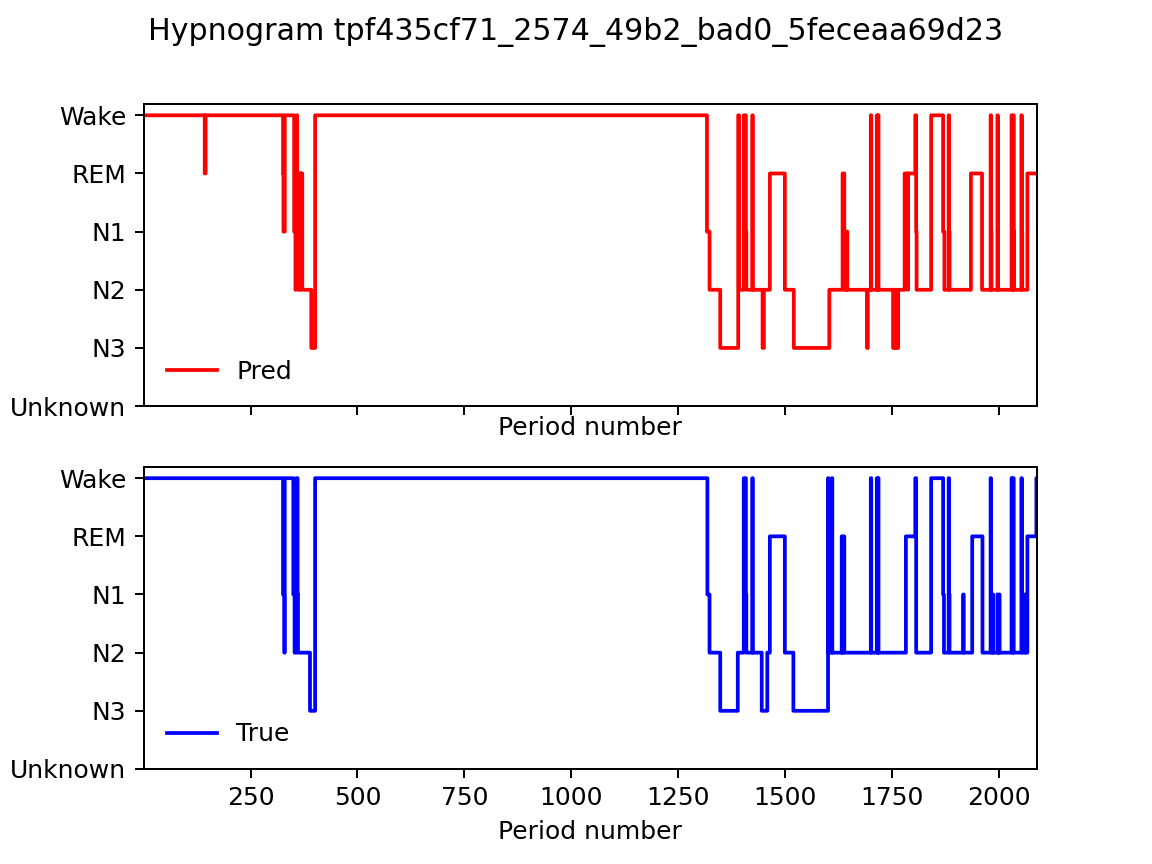 Hypnogram tpf435cf71_2574_49b2_bad0_5feceaa69d23
Wake
REM
N1
N2
N3
Unknown
Pred
Period number
Wake
REM
N1
N2
N3
Unknown
True
250 500 750 1000 1250 1500 1750 2000
Period number